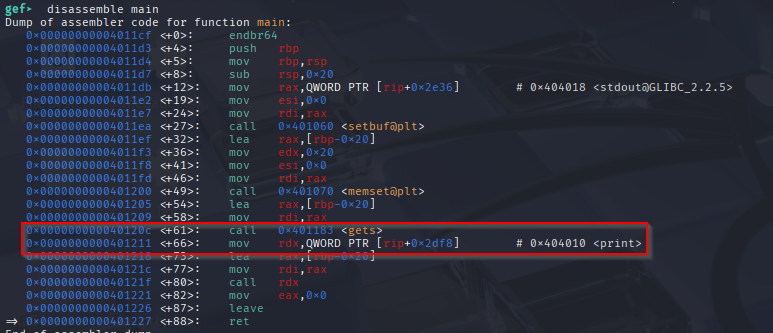 gef➤ disassemble main
Dump of assembler code for function main:
0×00000000004011cf <+0>: endbr64
0×00000000004011d3 <+4>: push rbp
0×00000000004011d4 <+5>: mov rbp,rsp
0×00000000004011d7 <+8>: sub rsp,0×20
0×00000000004011db <+12>: mov rax,QWORD PTR [rip+0×2e36] # 0×404018 <stdout@GLIBC_2.2.5>
0×00000000004011e2 <+19>: mov esi,0×0
0×00000000004011e7 <+24>: mov rdi,rax
0×00000000004011ea <+27>: call 0×401060 <setbuf@plt>
0×00000000004011ef <+32>: lea rax,[rbp-0×20]
0×00000000004011f3 <+36>: mov edx,0×20
0×00000000004011f8 <+41>: mov esi,0×0
0×00000000004011fd <+46>: mov rdi,rax
0×0000000000401200 <+49>: call 0×401070 <memset@plt>
0×0000000000401205 <+54>: lea rax,[rbp-0×20]
0×0000000000401209 <+58>: mov rdi,rax
0×000000000040120c <+61>: call 0×401183 <gets>
0×0000000000401211 <+66>: mov rdx,QWORD PTR [rip+0×2df8] # 0×404010 <print>
0×0000000000401218 <+73>: lea rax,[rbp-0×20]
0×000000000040121c <+77>: mov rdi,rax
0×000000000040121f <+80>: call rdx
0×0000000000401221 <+82>: mov eax,0×0
0×0000000000401226 <+87>: leave
⇒ 0×0000000000401227 <+88>: ret
End of assembler dump